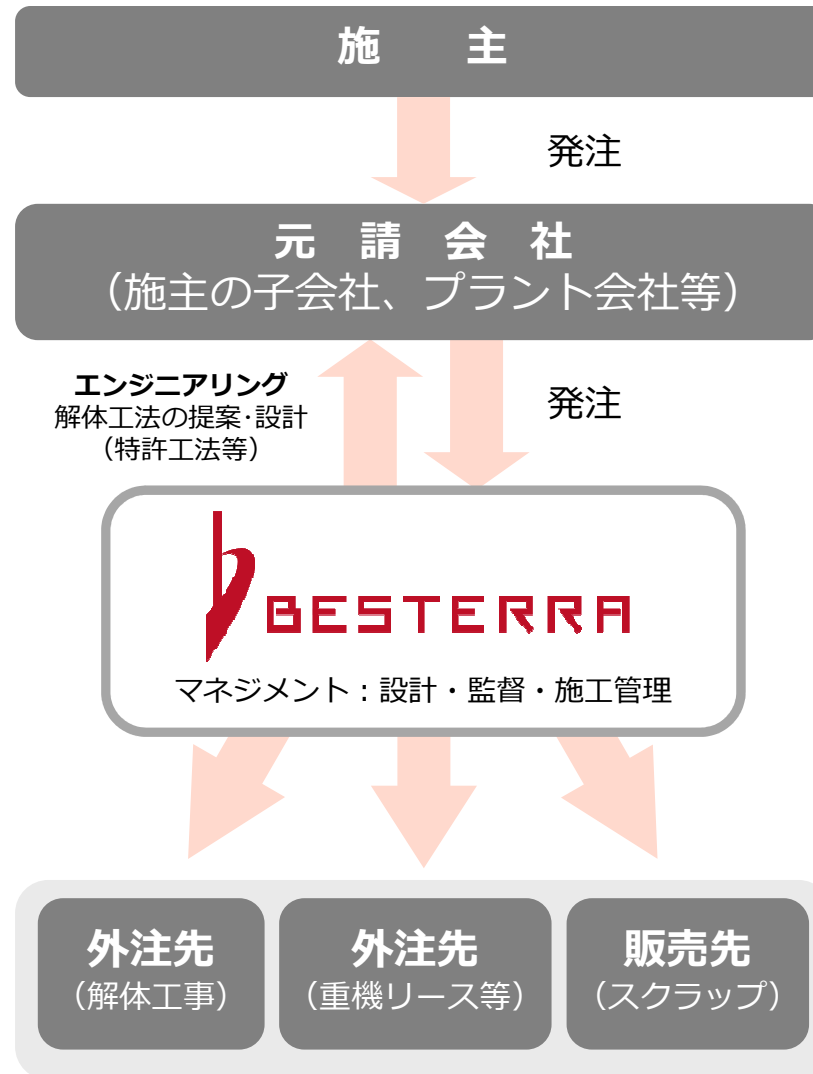 施 主
発注
元 請 会 社
（施主の子会社、プラント会社等）
エンジニアリング
解体工法の提案･設計
（特許工法等）
発注
BESTERRA
マネジメント：設計・監督・施工管理
外注先
（解体工事）
外注先
（重機リース等）
販売先
（スクラップ）